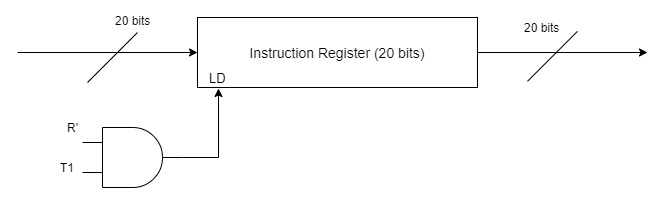 20 bits
20 bits
Instruction Register (20 bits)
LD
R'
T1